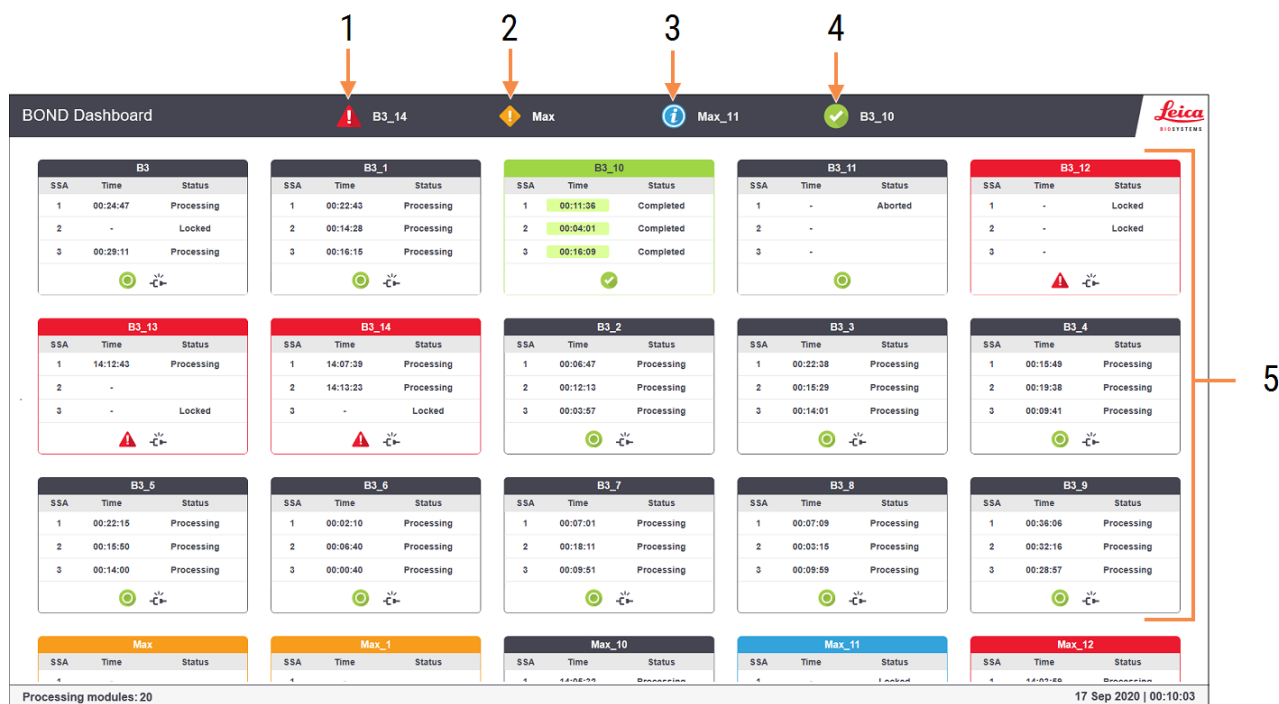 1 2 3 4
BOND Dashboard B3_14 Max Max_11 B3_10 Leica
BIOSYSTEMS
B3 B3_1 B3_10 B3_11 B3_12
SSA Time Status SSA Time Status SSA Time Status SSA Time Status SSA Time Status
1 00:24:47 Processing 1 00:22:43 Processing 1 00:11:36 Completed 1 - Aborted 1 - Locked
2 - Locked 2 00:14:28 Processing 2 00:04:01 Completed 2 - 2 - Locked
3 00:29:11 Processing 3 00:16:15 Processing 3 00:16:09 Completed 3 - 3 -
B3_13 B3_14 B3_2 B3_3 B3_4
SSA Time Status SSA Time Status SSA Time Status SSA Time Status SSA Time Status
1 14:12:43 Processing 1 14:07:39 Processing 1 00:06:47 Processing 1 00:22:38 Processing 1 00:15:49 Processing
5
2 - 2 14:13:23 Processing 2 00:12:13 Processing 2 00:15:29 Processing 2 00:19:38 Processing
3 - Locked 3 - Locked 3 00:03:57 Processing 3 00:14:01 Processing 3 00:09:41 Processing
B3_5 B3_6 B3_7 B3_8 B3_9
SSA Time Status SSA Time Status SSA Time Status SSA Time Status SSA Time Status
1 00:22:15 Processing 1 00:02:10 Processing 1 00:07:01 Processing 1 00:07:09 Processing 1 00:36:06 Processing
2 00:15:50 Processing 2 00:06:40 Processing 2 00:18:11 Processing 2 00:03:15 Processing 2 00:32:16 Processing
3 00:14:00 Processing 3 00:00:40 Processing 3 00:09:51 Processing 3 00:09:59 Processing 3 00:28:57 Processing
Max Max_1 Max_10 Max_11 Max_12
SSA Time Status SSA Time Status SSA Time Status SSA Time Status SSA Time Status
1 - 1 - 1 14:05:22 Processing 1 - Locked 1 Processing
Processing modules: 20 17 Sep 2020 | 00:10:03